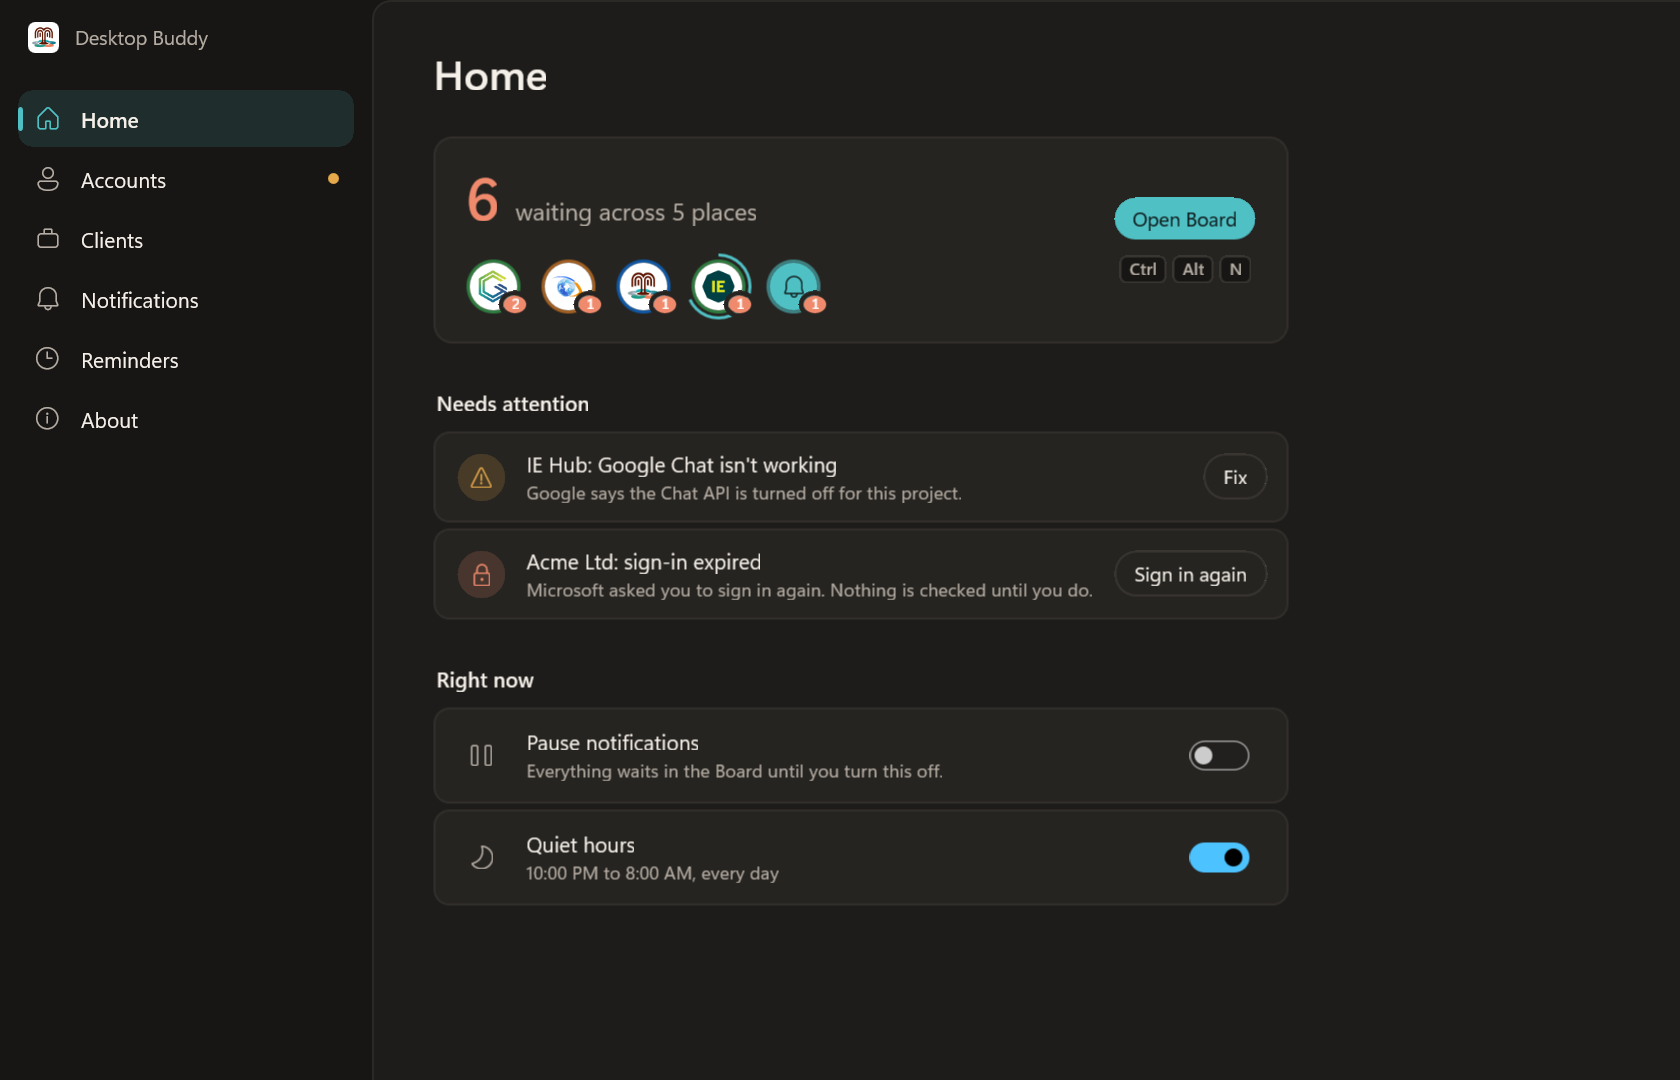 Desktop Buddy
Home
Accounts
Clients
Notifications
Reminders
About
Home
6 waiting across 5 places
Open Board
Ctrl Alt N
2 1 1 IE 1 1
Needs attention
IE Hub: Google Chat isn't working
Google says the Chat API is turned off for this project.
Fix
Acme Ltd: sign-in expired
Microsoft asked you to sign in again. Nothing is checked until you do.
Sign in again
Right now
Pause notifications
Everything waits in the Board until you turn this off.
Quiet hours
10:00 PM to 8:00 AM, every day